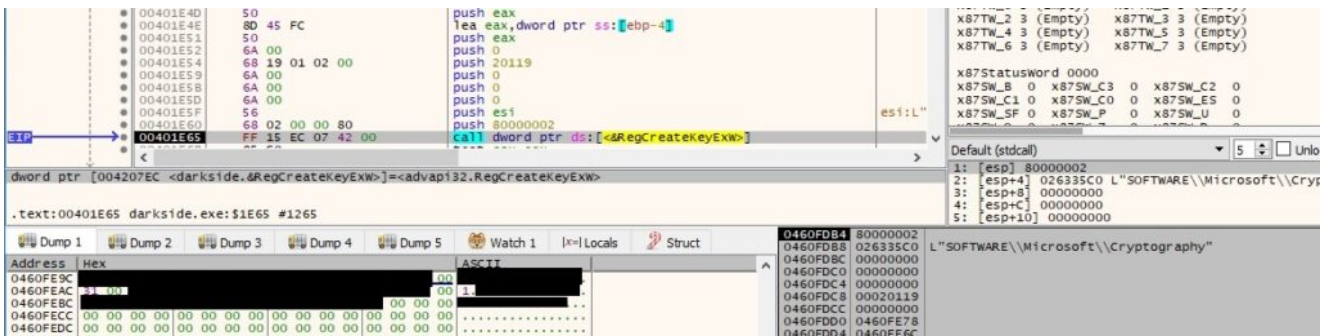 00401E4D 50 push eax
00401E4E 8D 45 FC lea eax,dword ptr ss:[ebp-4]
00401E51 50 push eax
00401E52 6A 00 push 0
00401E54 68 19 01 02 00 push 20119
00401E59 6A 00 push 0
00401E5B 6A 00 push 0
00401E5D 6A 00 push 0
00401E5F 56 push esi esi:L"
00401E60 68 02 00 00 80 push 80000002
EIP 00401E65 FF 15 EC 07 42 00 call dword ptr ds:[<&RegCreateKeyExW>]
dword ptr [004207EC <darkside.&RegCreateKeyExW>]=<advapi32.RegCreateKeyExW>
.text:00401E65 darkside.exe:$1E65 #1265
x87TW_2 3 (Empty) x87TW_3 3 (Empty)
x87TW_4 3 (Empty) x87TW_5 3 (Empty)
x87TW_6 3 (Empty) x87TW_7 3 (Empty)
x87StatusWord 0000
x87SW_B 0 x87SW_C3 0 x87SW_C2 0
x87SW_C1 0 x87SW_C0 0 x87SW_ES 0
x87SW_SF 0 x87SW_P 0 x87SW_U 0
Default (stdcall) 5 Unlo
1: [esp] 80000002
2: [esp+4] 026335C0 L"SOFTWARE\\Microsoft\\Cryp
3: [esp+8] 00000000
4: [esp+C] 00000000
5: [esp+10] 00000000
Dump 1 Dump 2 Dump 3 Dump 4 Dump 5 Watch 1 [x=] Locals Struct
Address Hex ASCII
0460FE9C 00
0460FEAC 31 00 00 1.
0460FEBC 00 00 00 ...
0460FECC 00 00 00 00 00 00 00 00 00 00 00 00 00 00 00 00 ................
0460FEDC 00 00 00 00 00 00 00 00 00 00 00 00 00 00 00 00 ................
0460FDB4 80000002
0460FDB8 026335C0 L"SOFTWARE\\Microsoft\\Cryptography"
0460FDBC 00000000
0460FDC0 00000000
0460FDC4 00000000
0460FDC8 00020119
0460FDCC 00000000
0460FDD0 0460FE78
0460FDD4 0460FE6C